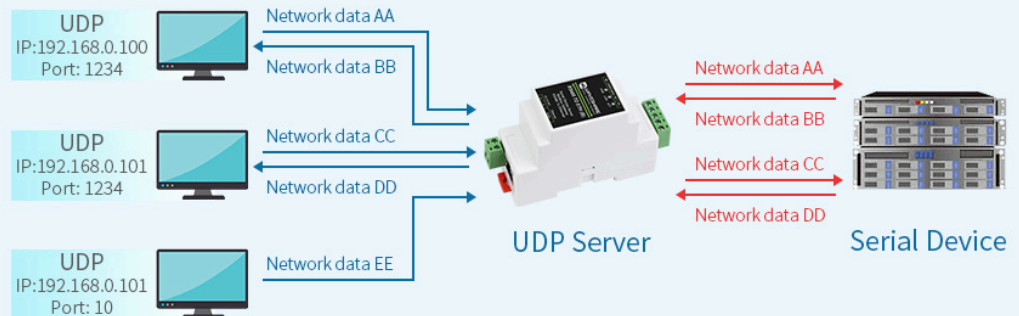 UDP
IP:192.168.0.100
Port: 1234
Network data AA
Network data BB
UDP
IP:192.168.0.101
Port: 1234
Network data CC
Network data DD
UDP
IP:192.168.0.101
Port: 10
Network data EE
UDP Server
Network data AA
Network data BB
Network data CC
Network data DD
Serial Device